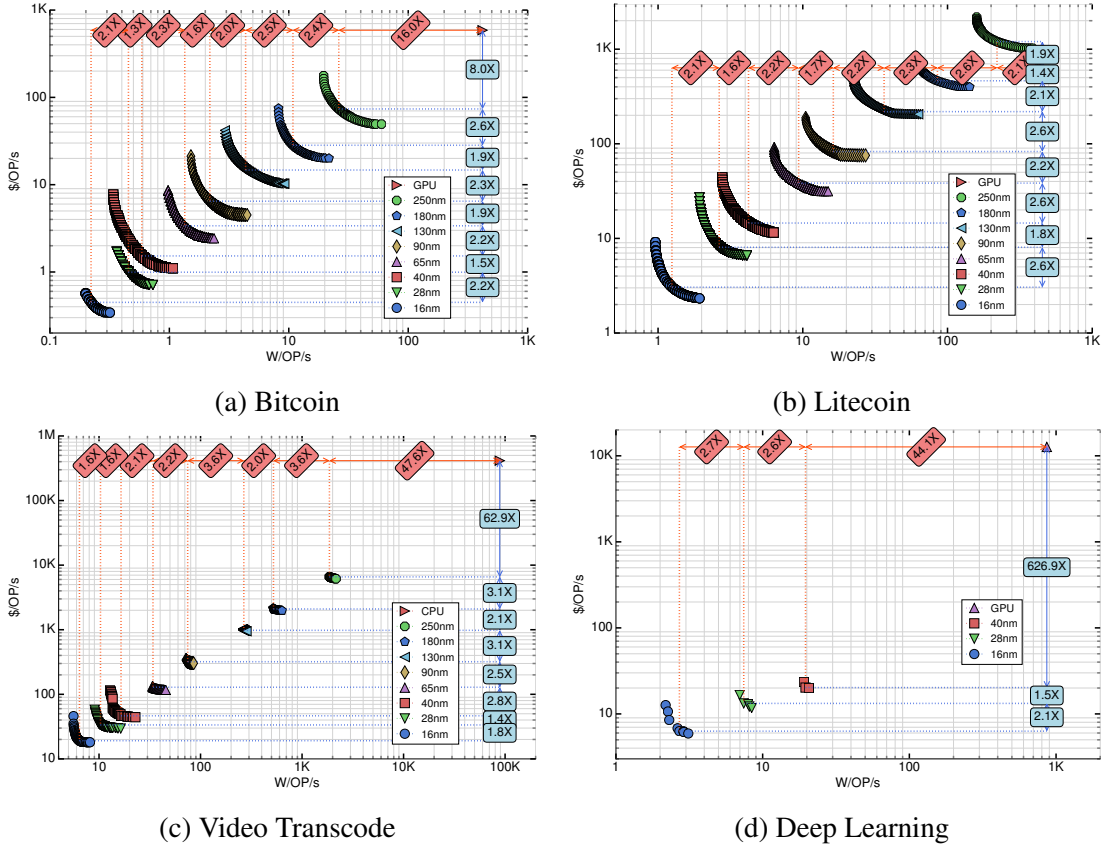 2.1X 1.3X 2.3X 1.6X 2.0X 2.5X 2.4X 16.0X
1K
100
10
1
$/OP/s
8.0X
2.6X
1.9X
2.3X
1.9X
2.2X
1.5X
2.2X
GPU
250nm
180nm
130nm
90nm
65nm
40nm
28nm
16nm
0.1 1 10 100 1K
W/OP/s
(a) Bitcoin
2.1X 1.6X 2.2X 1.7X 2.2X 2.3X 2.6X
1K
100
10
1
$/OP/s
1.9X
1.4X
2.1X
2.6X
2.2X
2.6X
1.8X
2.6X
GPU
250nm
180nm
130nm
90nm
65nm
40nm
28nm
16nm
1 10 100 1K
W/OP/s
(b) Litecoin
1.6X 1.6X 2.1X 2.2X 3.6X 2.0X 3.6X 47.6X
1M
100K
10K
1K
100
10
$/OP/s
62.9X
3.1X
2.1X
3.1X
2.5X
2.8X
1.4X
1.8X
CPU
250nm
180nm
130nm
90nm
65nm
40nm
28nm
16nm
10 100 1K 10K 100K
W/OP/s
(c) Video Transcode
2.7X 2.6X 44.1X
10K
1K
100
10
$/OP/s
626.9X
1.5X
2.1X
GPU
40nm
28nm
16nm
1 10 100 1K
W/OP/s
(d) Deep Learning